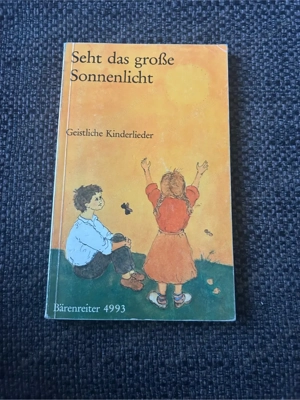 Seht das große
Sonnenlicht
Geistliche Kinderlieder
Bärenreiter 4993